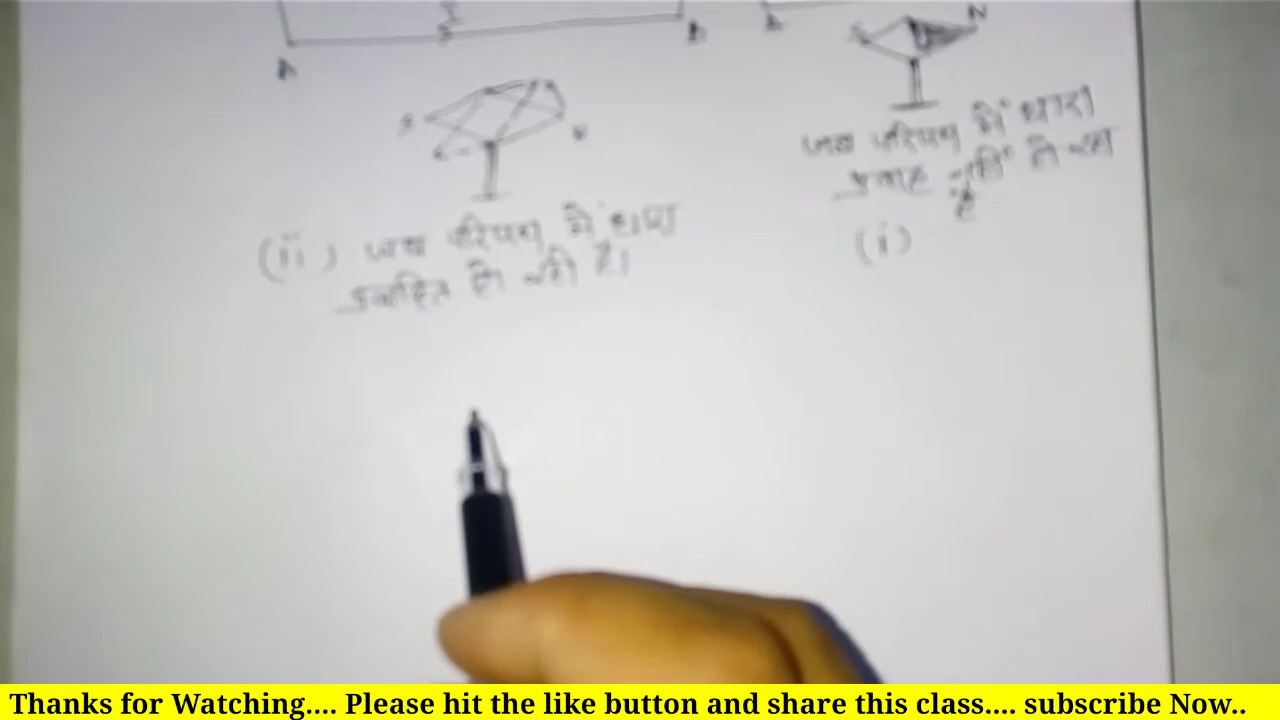 A
B
A
S
N
S
N
(ii) जब परिपथ में धारा
प्रवाहित हो रही है।
जब परिपथ में धारा
प्रवाह नहीं हो रहा
है
(i)
Thanks for Watching.... Please hit the like button and share this class.... subscribe Now..